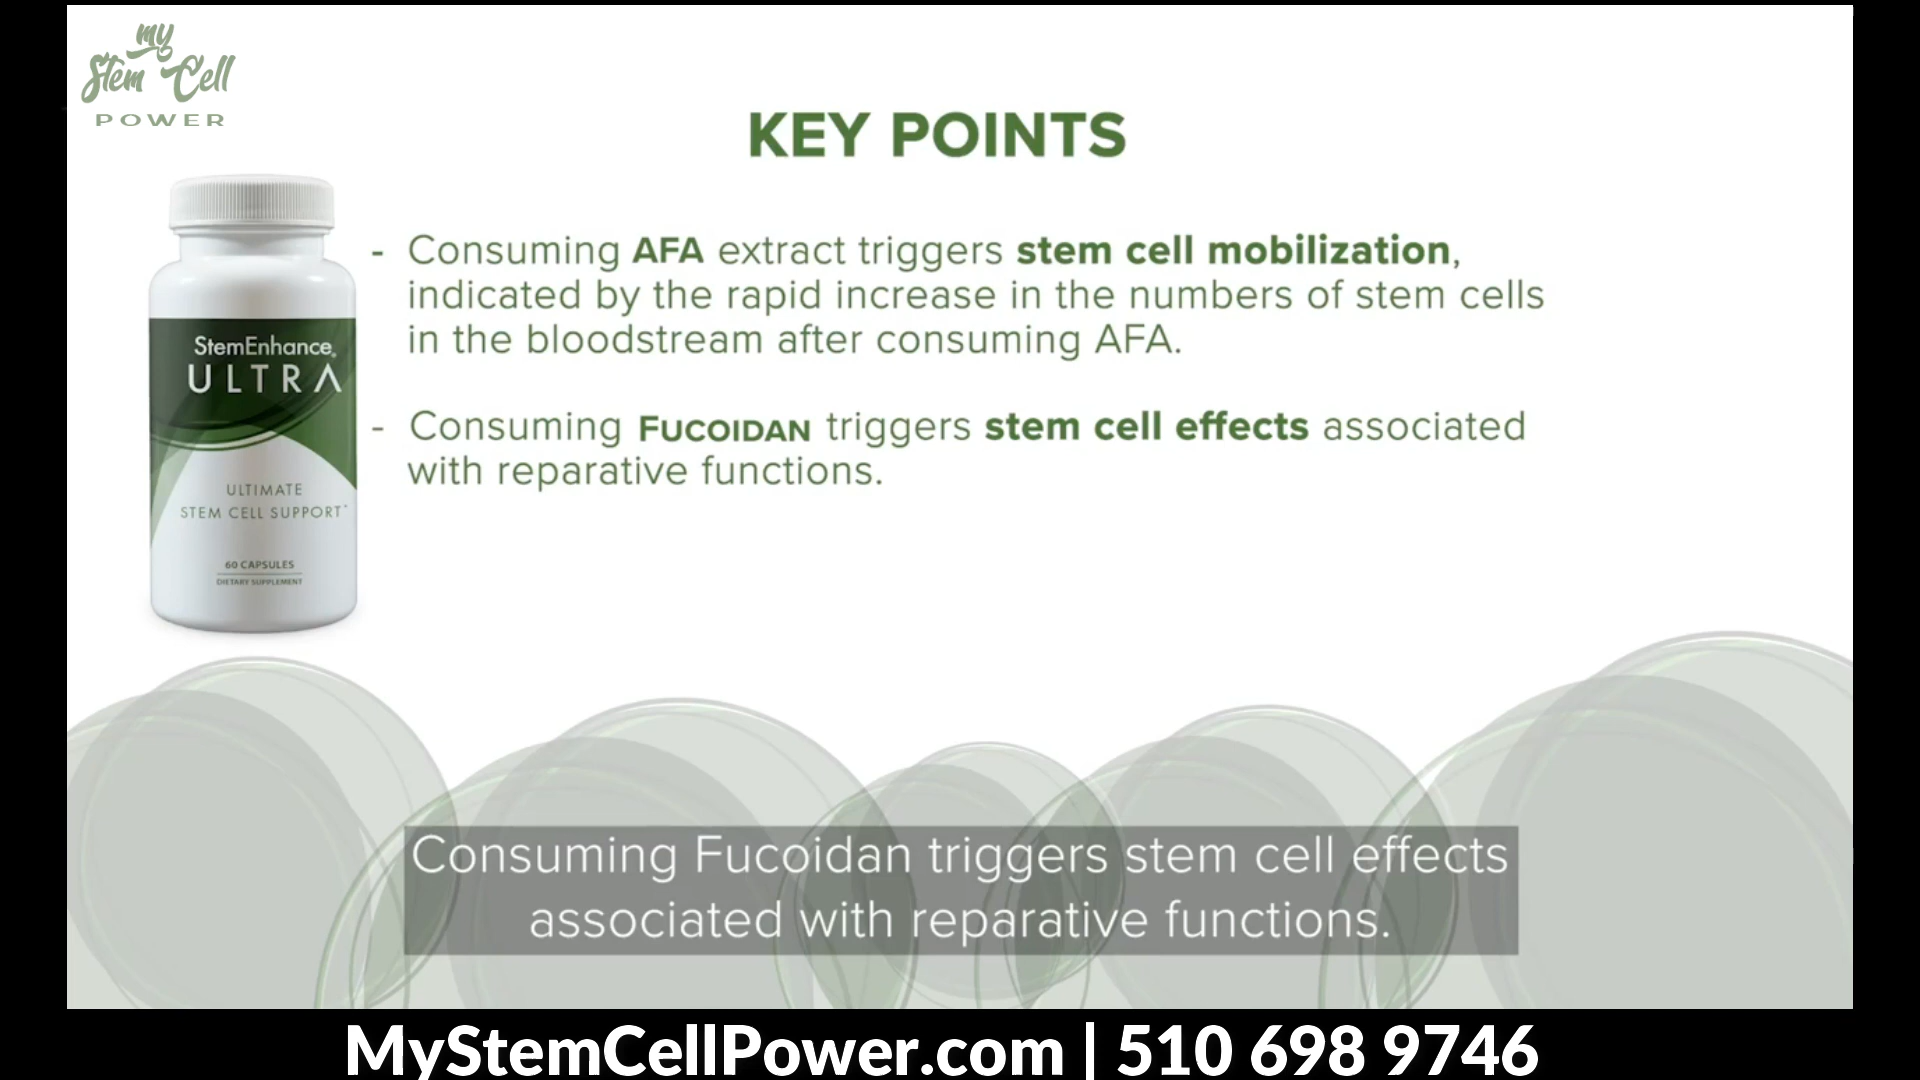 my
Stem Cell
POWER
KEY POINTS
- Consuming AFA extract triggers stem cell mobilization,
indicated by the rapid increase in the numbers of stem cells
in the bloodstream after consuming AFA.
- Consuming FUCOIDAN triggers stem cell effects associated
with reparative functions.
StemEnhance®
ULTRA
ULTIMATE
STEM CELL SUPPORT™
60 CAPSULES
DIETARY SUPPLEMENT
Consuming Fucoidan triggers stem cell effects
associated with reparative functions.
MyStemCellPower.com | 510 698 9746